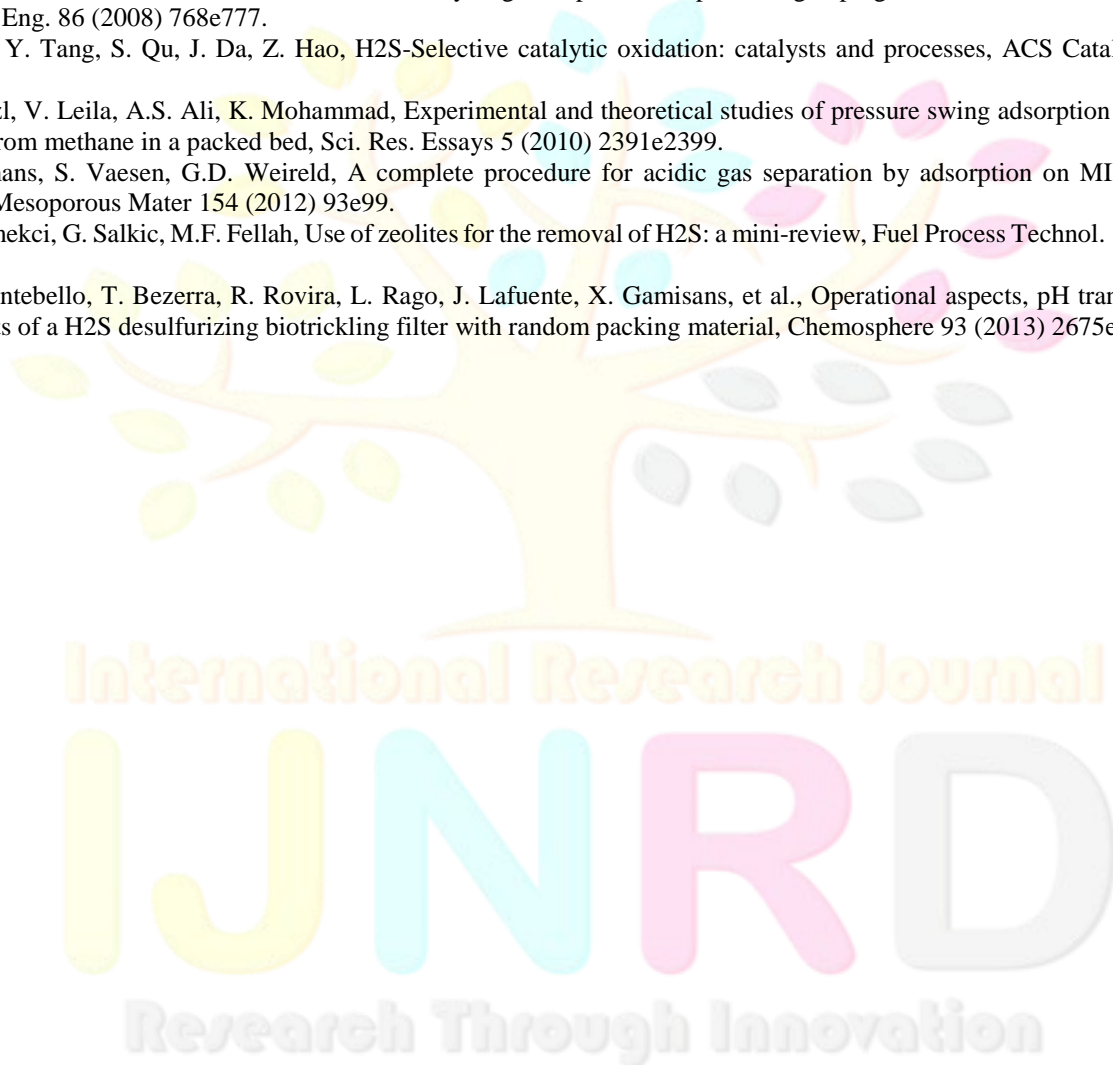 Eng. 86 (2008) 768e777.
Y. Tang, S. Qu, J. Da, Z. Hao, H2S-Selective catalytic oxidation: catalysts and processes, ACS Catal
zl, V. Leila, A.S. Ali, K. Mohammad, Experimental and theoretical studies of pressure swing adsorption
rom methane in a packed bed, Sci. Res. Essays 5 (2010) 2391e2399.
nans, S. Vaesen, G.D. Weireld, A complete procedure for acidic gas separation by adsorption on MI
Mesoporous Mater 154 (2012) 93e99.
nekci, G. Salkic, M.F. Fellah, Use of zeolites for the removal of H2S: a mini-review, Fuel Process Technol.
ntebello, T. Bezerra, R. Rovira, L. Rago, J. Lafuente, X. Gamisans, et al., Operational aspects, pH tran
ts of a H2S desulfurizing biotrickling filter with random packing material, Chemosphere 93 (2013) 2675e
International Research Journal
IJNRD
Research Through Innovation